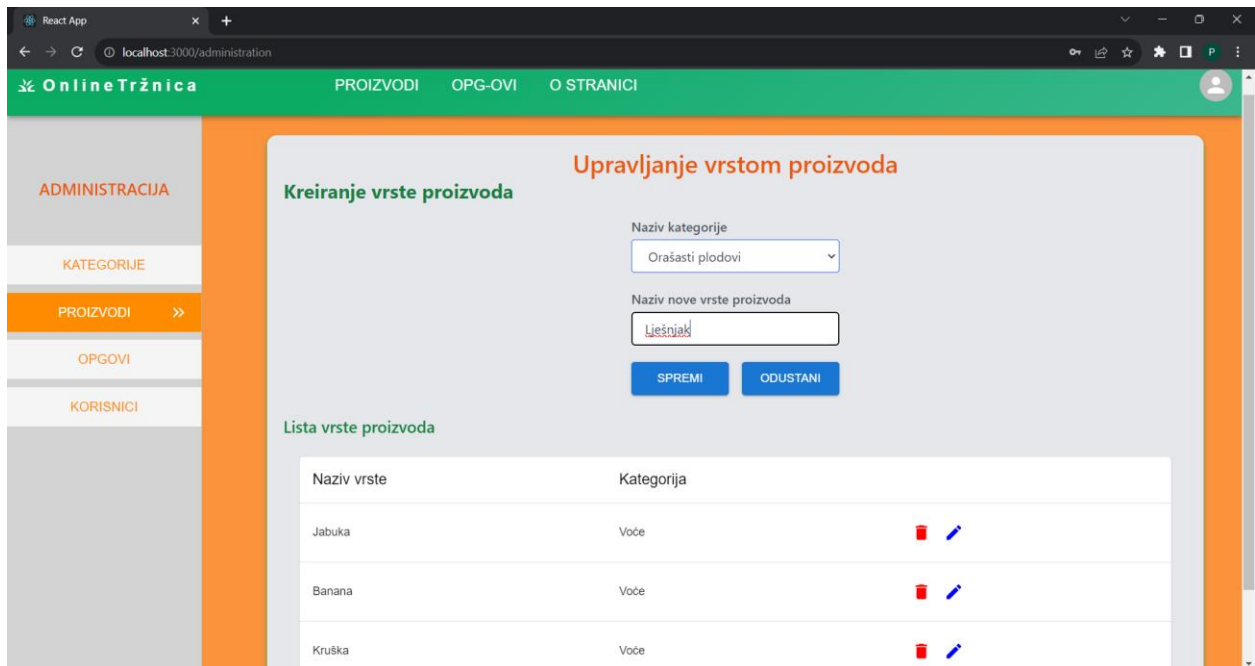 React App
localhost:3000/administration
P
OnlineTržnica
PROIZVODI OPG-OVI O STRANICI
ADMINISTRACIJA
KATEGORIJE
PROIZVODI
OPGOVI
KORISNICI
Upravljanje vrstom proizvoda
Kreiranje vrste proizvoda
Naziv kategorije
Orašasti plodovi
Naziv nove vrste proizvoda
Lješnjak
SPREMI ODUSTANI
Lista vrste proizvoda
Naziv vrste Kategorija
Jabuka Voće
Banana Voće
Kruška Voće